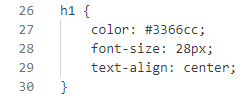 26 h1 {
27     color: #3366cc;
28     font-size: 28px;
29     text-align: center;
30 }